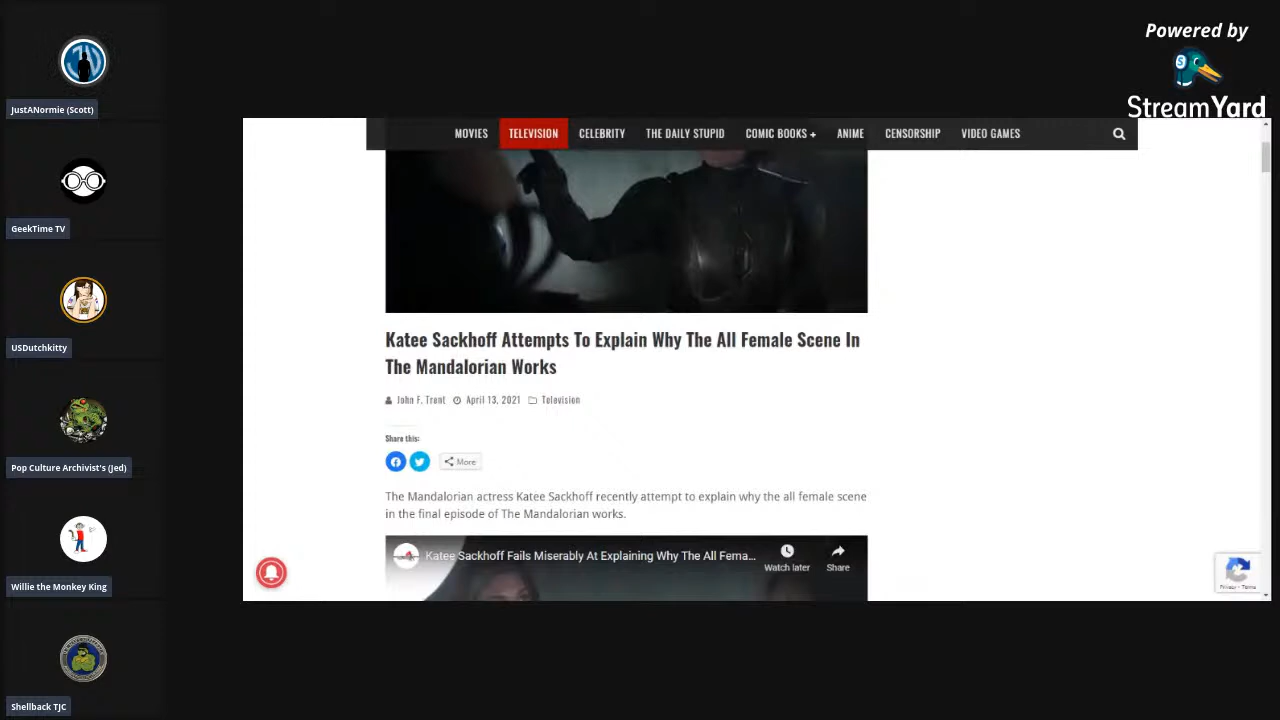 JustANormie (Scott)
GeekTime TV
USDutchkitty
Pop Culture Archivist's (Jed)
Willie the Monkey King
Shellback TJC
Powered by
StreamYard
MOVIES TELEVISION CELEBRITY THE DAILY STUPID COMIC BOOKS + ANIME CENSORSHIP VIDEO GAMES
Katee Sackhoff Attempts To Explain Why The All Female Scene In
The Mandalorian Works
John F. Trent April 13, 2021 Television
Share this:
More
The Mandalorian actress Katee Sackhoff recently attempt to explain why the all female scene
in the final episode of The Mandalorian works.
Katee Sackhoff Fails Miserably At Explaining Why The All Fema...
Watch later Share
Privacy - Terms